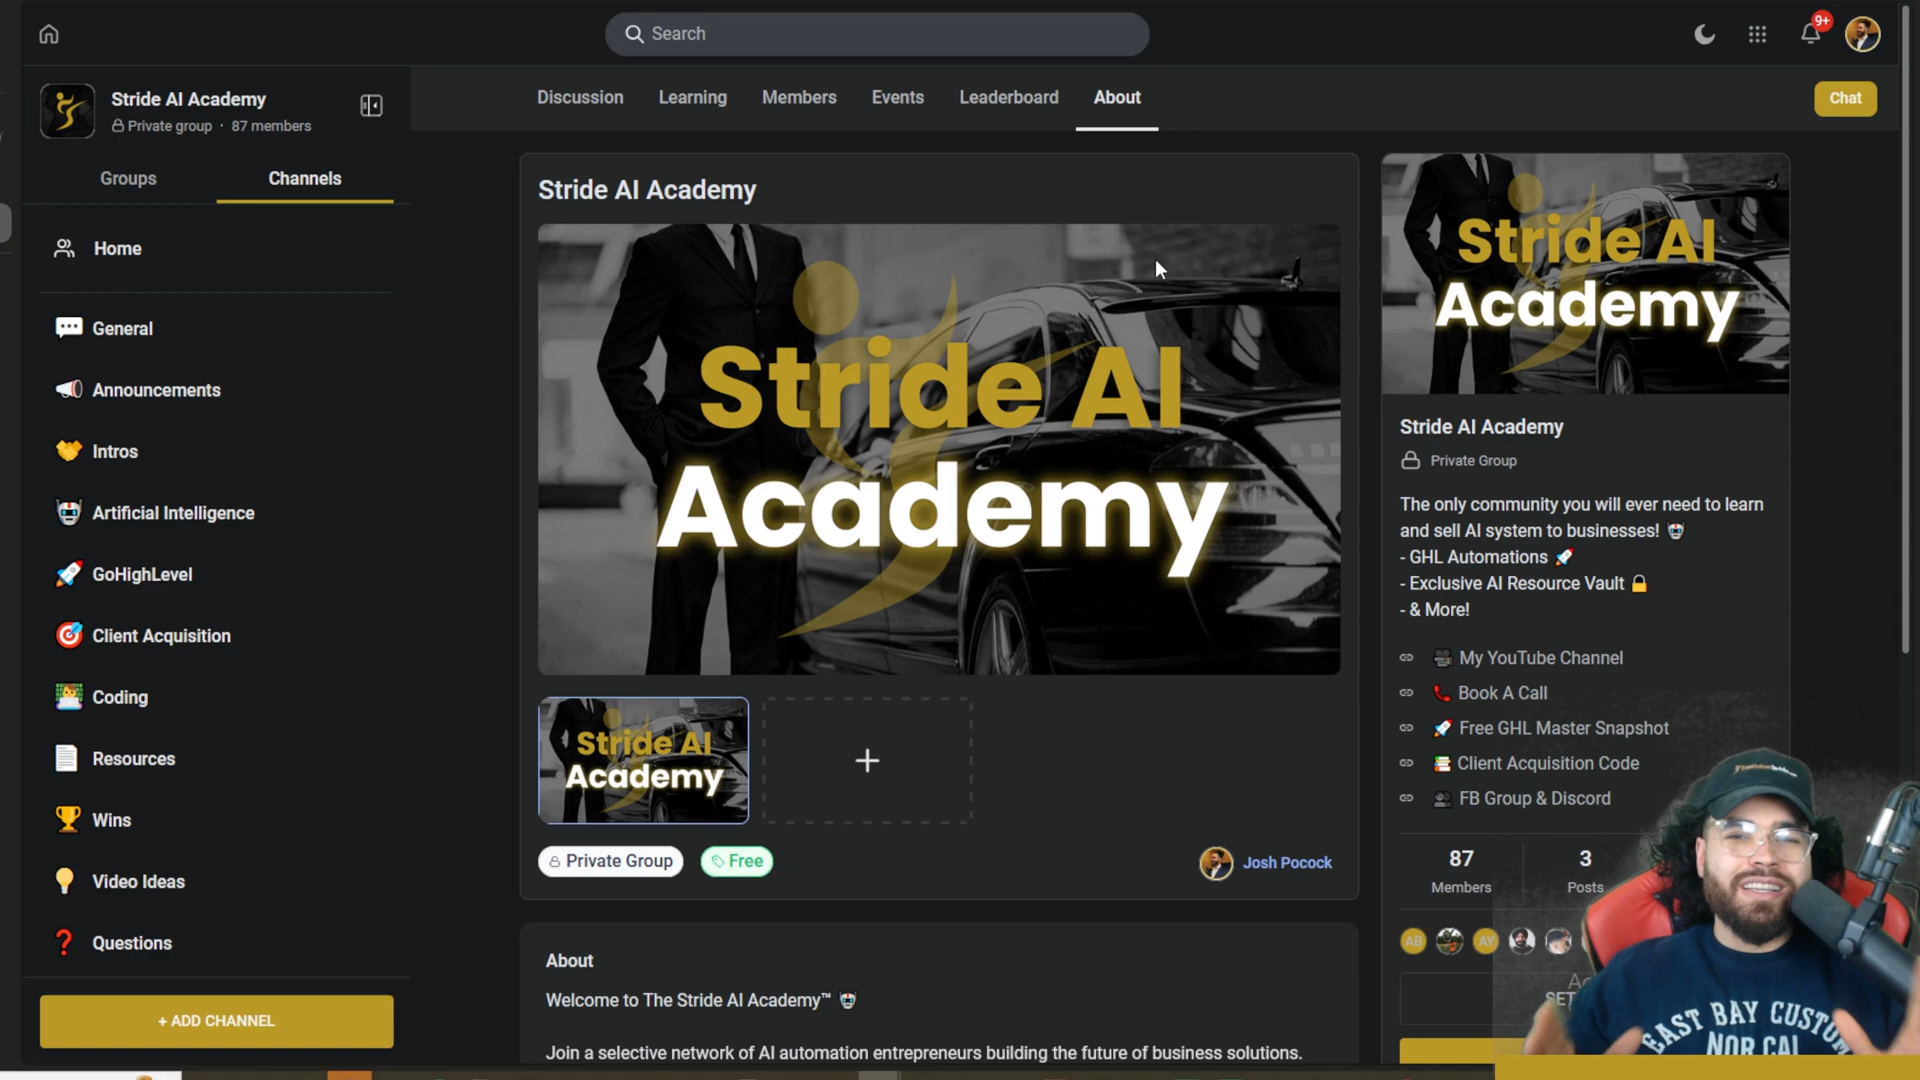 Search
9+
Stride AI Academy
Private group · 87 members
Groups
Channels
Home
General
Announcements
Intros
Artificial Intelligence
GoHighLevel
Client Acquisition
Coding
Resources
Wins
Video Ideas
Questions
+ ADD CHANNEL
Discussion
Learning
Members
Events
Leaderboard
About
Chat
Stride AI Academy
Stride AI
Academy
Stride AI
Academy
+
Private Group
Free
Josh Pocock
About
Welcome to The Stride AI Academy™
Join a selective network of AI automation entrepreneurs building the future of business solutions.
Stride AI
Academy
Stride AI Academy
Private Group
The only community you will ever need to learn
and sell AI system to businesses!
- GHL Automations
- Exclusive AI Resource Vault
- & More!
My YouTube Channel
Book A Call
Free GHL Master Snapshot
Client Acquisition Code
FB Group & Discord
87
Members
3
Posts
AB
AY
EAST BAY CUSTOM
NOR CAL